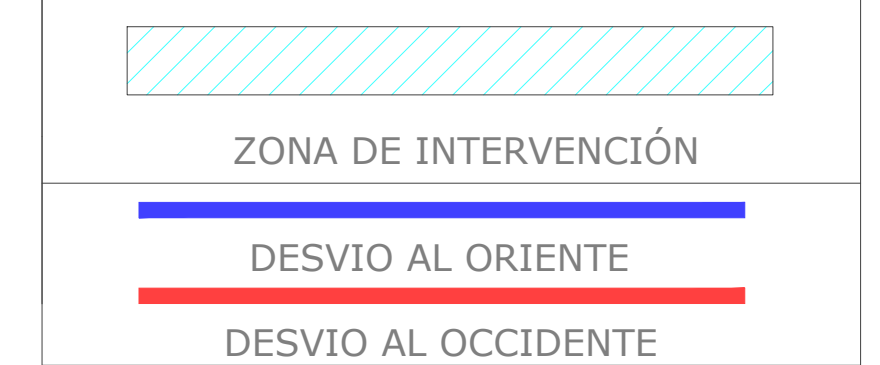 ZONA DE INTERVENCIÓN
DESVIO AL ORIENTE
DESVIO AL OCCIDENTE